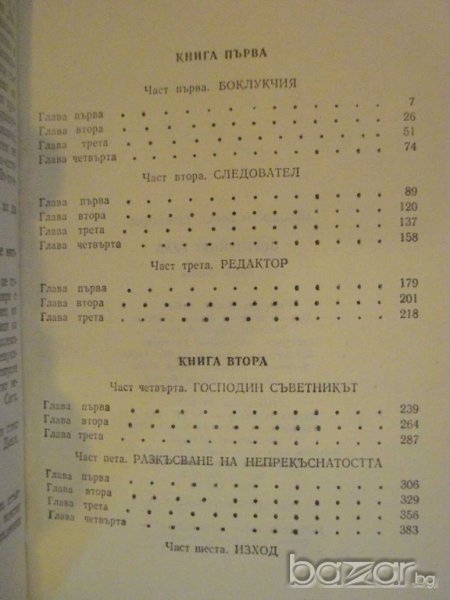 КНИГА ПЪРВА
Част първа. БОКЛУКЧИЯ
Глава първа . . . . . . . . . . . . 7
Глава втора . . . . . . . . . . . . 26
Глава трета . . . . . . . . . . . . 51
Глава четвърта . . . . . . . . . . . 74
Част втора. СЛЕДОВАТЕЛ
Глава първа . . . . . . . . . . . . 89
Глава втора . . . . . . . . . . . . 120
Глава трета . . . . . . . . . . . . 137
Глава четвърта . . . . . . . . . . . 158
Част трета. РЕДАКТОР
Глава първа . . . . . . . . . . . . 179
Глава втора . . . . . . . . . . . . 201
Глава трета . . . . . . . . . . . . 218
КНИГА ВТОРА
Част четвърта. ГОСПОДИН СЪВЕТНИКЪТ
Глава първа . . . . . . . . . . . . 239
Глава втора . . . . . . . . . . . . 264
Глава трета . . . . . . . . . . . . 287
Част пета. РАЗКЪСВАНЕ НА НЕПРЕКЪСНАТОСТТА
Глава първа . . . . . . . . . . . . 306
Глава втора . . . . . . . . . . . . 329
Глава трета . . . . . . . . . . . . 356
Глава четвърта . . . . . . . . . . . 383
Част шеста. ИЗХОД
bazar.bg